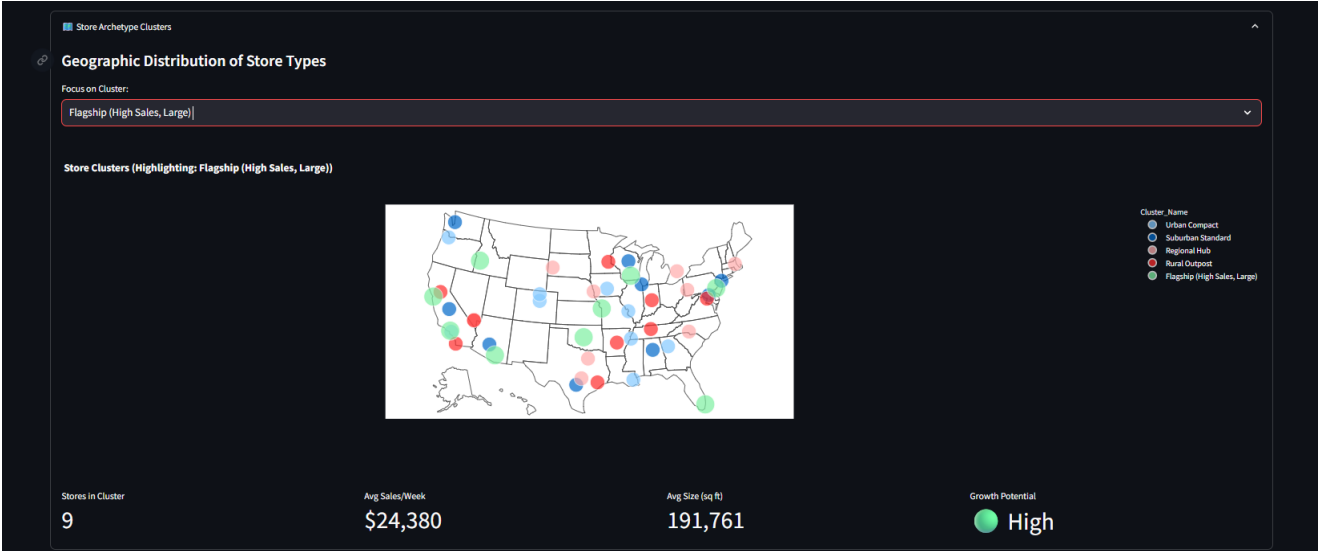 Store Archetype Clusters
Geographic Distribution of Store Types
Focus on Cluster:
Flagship (High Sales, Large)
Store Clusters (Highlighting: Flagship (High Sales, Large))
Cluster_Name
Urban Compact
Suburban Standard
Regional Hub
Rural Outpost
Flagship (High Sales, Large)
Stores in Cluster
9
Avg Sales/Week
$24,380
Avg Size (sq ft)
191,761
Growth Potential
High